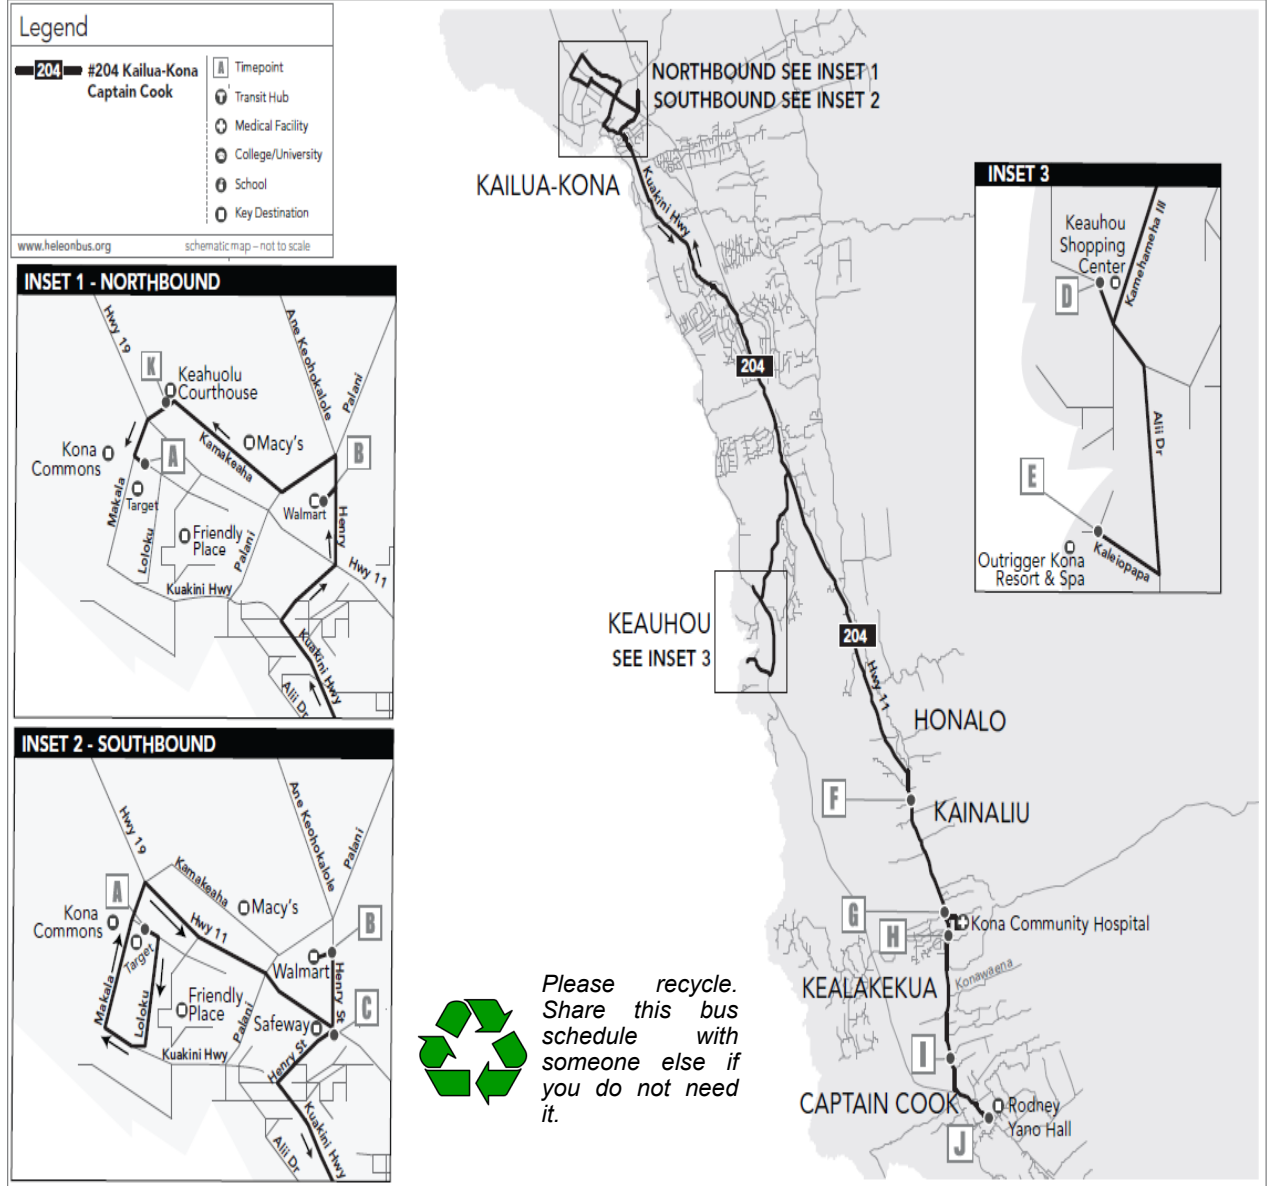 Legend
204
#204 Kailua-Kona
Captain Cook
A Timepoint
Transit Hub
Medical Facility
College/University
School
Key Destination
www.heleonbus.org
schematic map – not to scale
NORTHBOUND SEE INSET 1
SOUTHBOUND SEE INSET 2
KAILUA-KONA
Kuakini Hwy
204
KEAUHOU
SEE INSET 3
204
Hwy 11
HONALO
F
KAINALIU
G
H
Kona Community Hospital
KEALAKEKUA
Konawaena
I
CAPTAIN COOK
Rodney
Yano Hall
J
INSET 3
Keauhou
Shopping
Center
Kamehameha III
D
Alii Dr
E
Kaleiopapa
Outrigger Kona
Resort & Spa
INSET 1 - NORTHBOUND
Hwy 19
Ane Keohokalole
Palani
K
Keahuolu
Courthouse
Kona
Commons
A
Kamakeaha
Macy's
B
Makala
Target
Walmart
Henry
Loloku
Friendly
Place
Palani
Hwy 11
Kuakini Hwy
Kuakini Hwy
Alii Dr
INSET 2 - SOUTHBOUND
Hwy 19
Ane Keohokalole
Palani
Kamakeaha
A
Macy's
Kona
Commons
Hwy 11
B
Target
Walmart
Henry St
Makala
Loloku
Friendly
Place
Palani
Safeway
C
Kuakini Hwy
Henry St
Kuakini Hwy
Alii Dr
Please recycle.
Share this bus
schedule with
someone else if
you do not need
it.